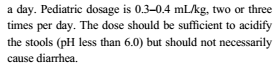 a day. Pediatric dosage is 0.3–0.4 mL/kg, two or three
times per day. The dose should be sufficient to acidify
the stools (pH less than 6.0) but should not necessarily
cause diarrhea.